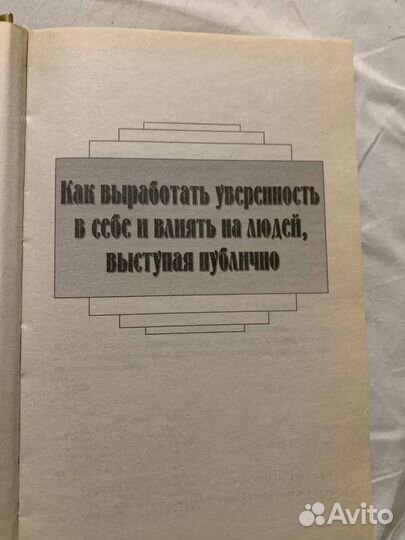 Как выработать уверенность
в себе и влиять на людей,
выступая публично
Avito